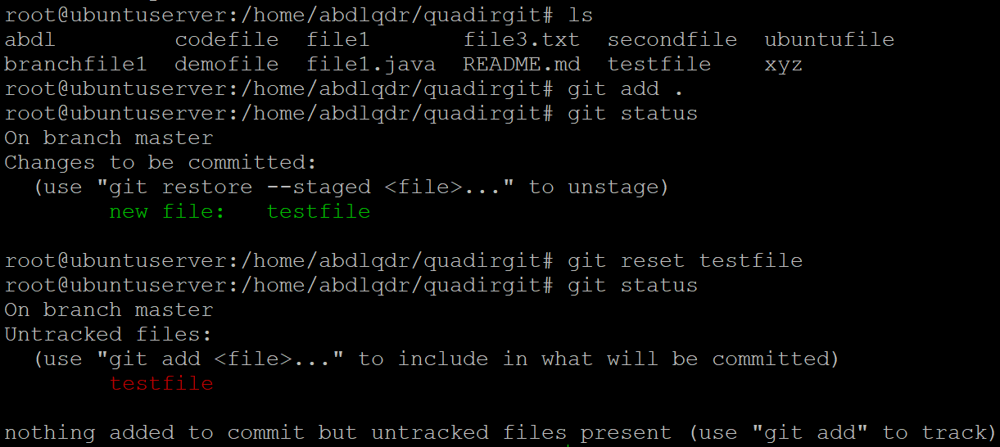 root@ubuntuserver:/home/abdlqdr/quadirgit# ls
abdl         codefile  file1       file3.txt  secondfile  ubuntufile
branchfile1  demofile  file1.java  README.md  testfile    xyz
root@ubuntuserver:/home/abdlqdr/quadirgit# git add .
root@ubuntuserver:/home/abdlqdr/quadirgit# git status
On branch master
Changes to be committed:
  (use "git restore --staged <file>..." to unstage)
        new file:   testfile

root@ubuntuserver:/home/abdlqdr/quadirgit# git reset testfile
root@ubuntuserver:/home/abdlqdr/quadirgit# git status
On branch master
Untracked files:
  (use "git add <file>..." to include in what will be committed)
        testfile

nothing added to commit but untracked files present (use "git add" to track)